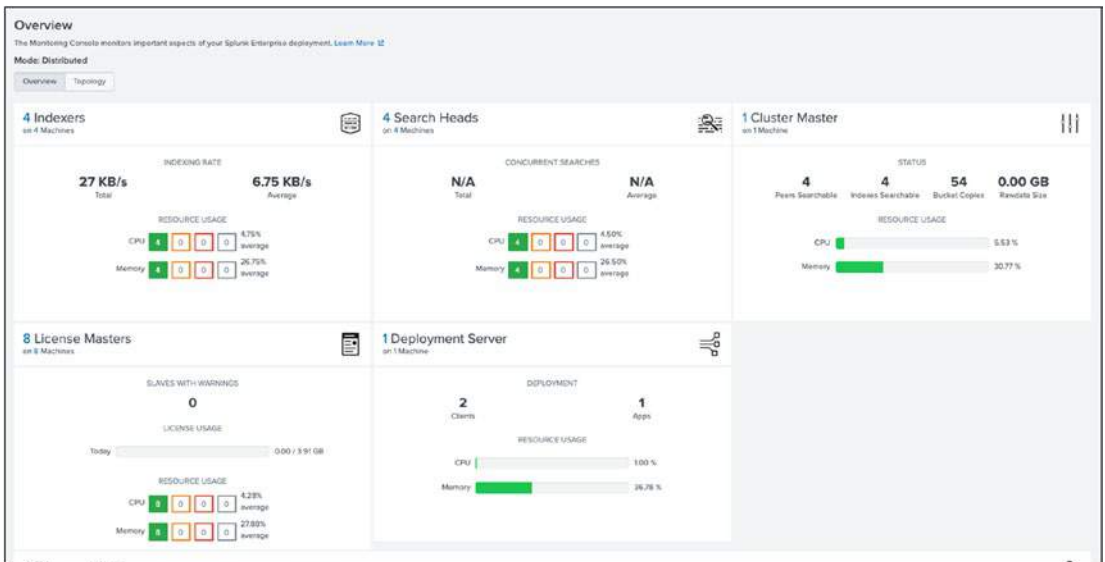 Overview
The Monitoring Console monitors important aspects of your Splunk Enterprise deployment. Learn More
Mode: Distributed
Overview Topology
4 Indexers
on 4 Machines
INDEXING RATE
27 KB/s 6.75 KB/s
Total Average
RESOURCE USAGE
CPU 4 0 0 0 4.75% average
Memory 4 0 0 0 26.75% average
4 Search Heads
on 4 Machines
CONCURRENT SEARCHES
N/A N/A
Total Average
RESOURCE USAGE
CPU 4 0 0 0 4.50% average
Memory 4 0 0 0 26.50% average
1 Cluster Master
on 1 Machine
STATUS
4 4 54 0.00 GB
Peers Searchable Indexes Searchable Bucket Copies Rawdata Size
RESOURCE USAGE
CPU 5.53 %
Memory 30.77 %
8 License Masters
on 8 Machines
SLAVES WITH WARNINGS
0
LICENSE USAGE
Today 0.00 / 3.91 GB
RESOURCE USAGE
CPU 8 0 0 0 4.28% average
Memory 8 0 0 0 27.80% average
1 Deployment Server
on 1 Machine
DEPLOYMENT
2 1
Clients Apps
RESOURCE USAGE
CPU 1.00 %
Memory 36.78 %